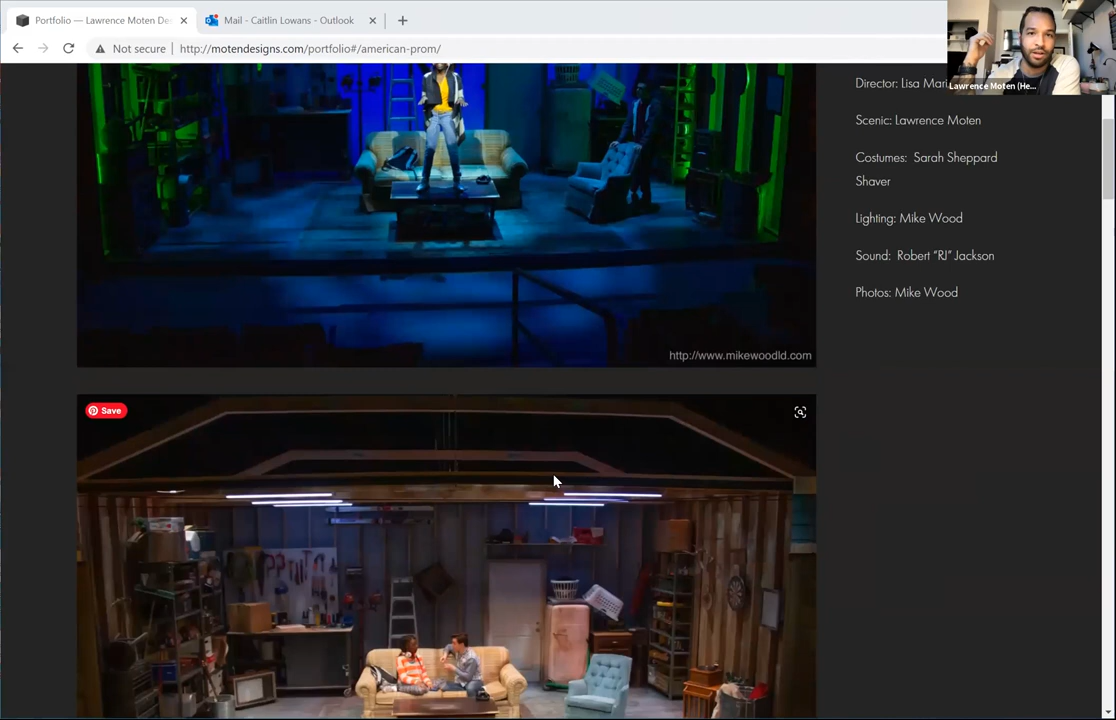 Portfolio — Lawrence Moten De
Mail - Caitlin Lowans - Outlook
Not secure
http://motendesigns.com/portfolio#/american-prom/
Lawrence Moten (He...
Director: Lisa Mari
Scenic: Lawrence Moten
Costumes: Sarah Sheppard
Shaver
Lighting: Mike Wood
Sound: Robert “RJ” Jackson
Photos: Mike Wood
http://www.mikewoodld.com
Save